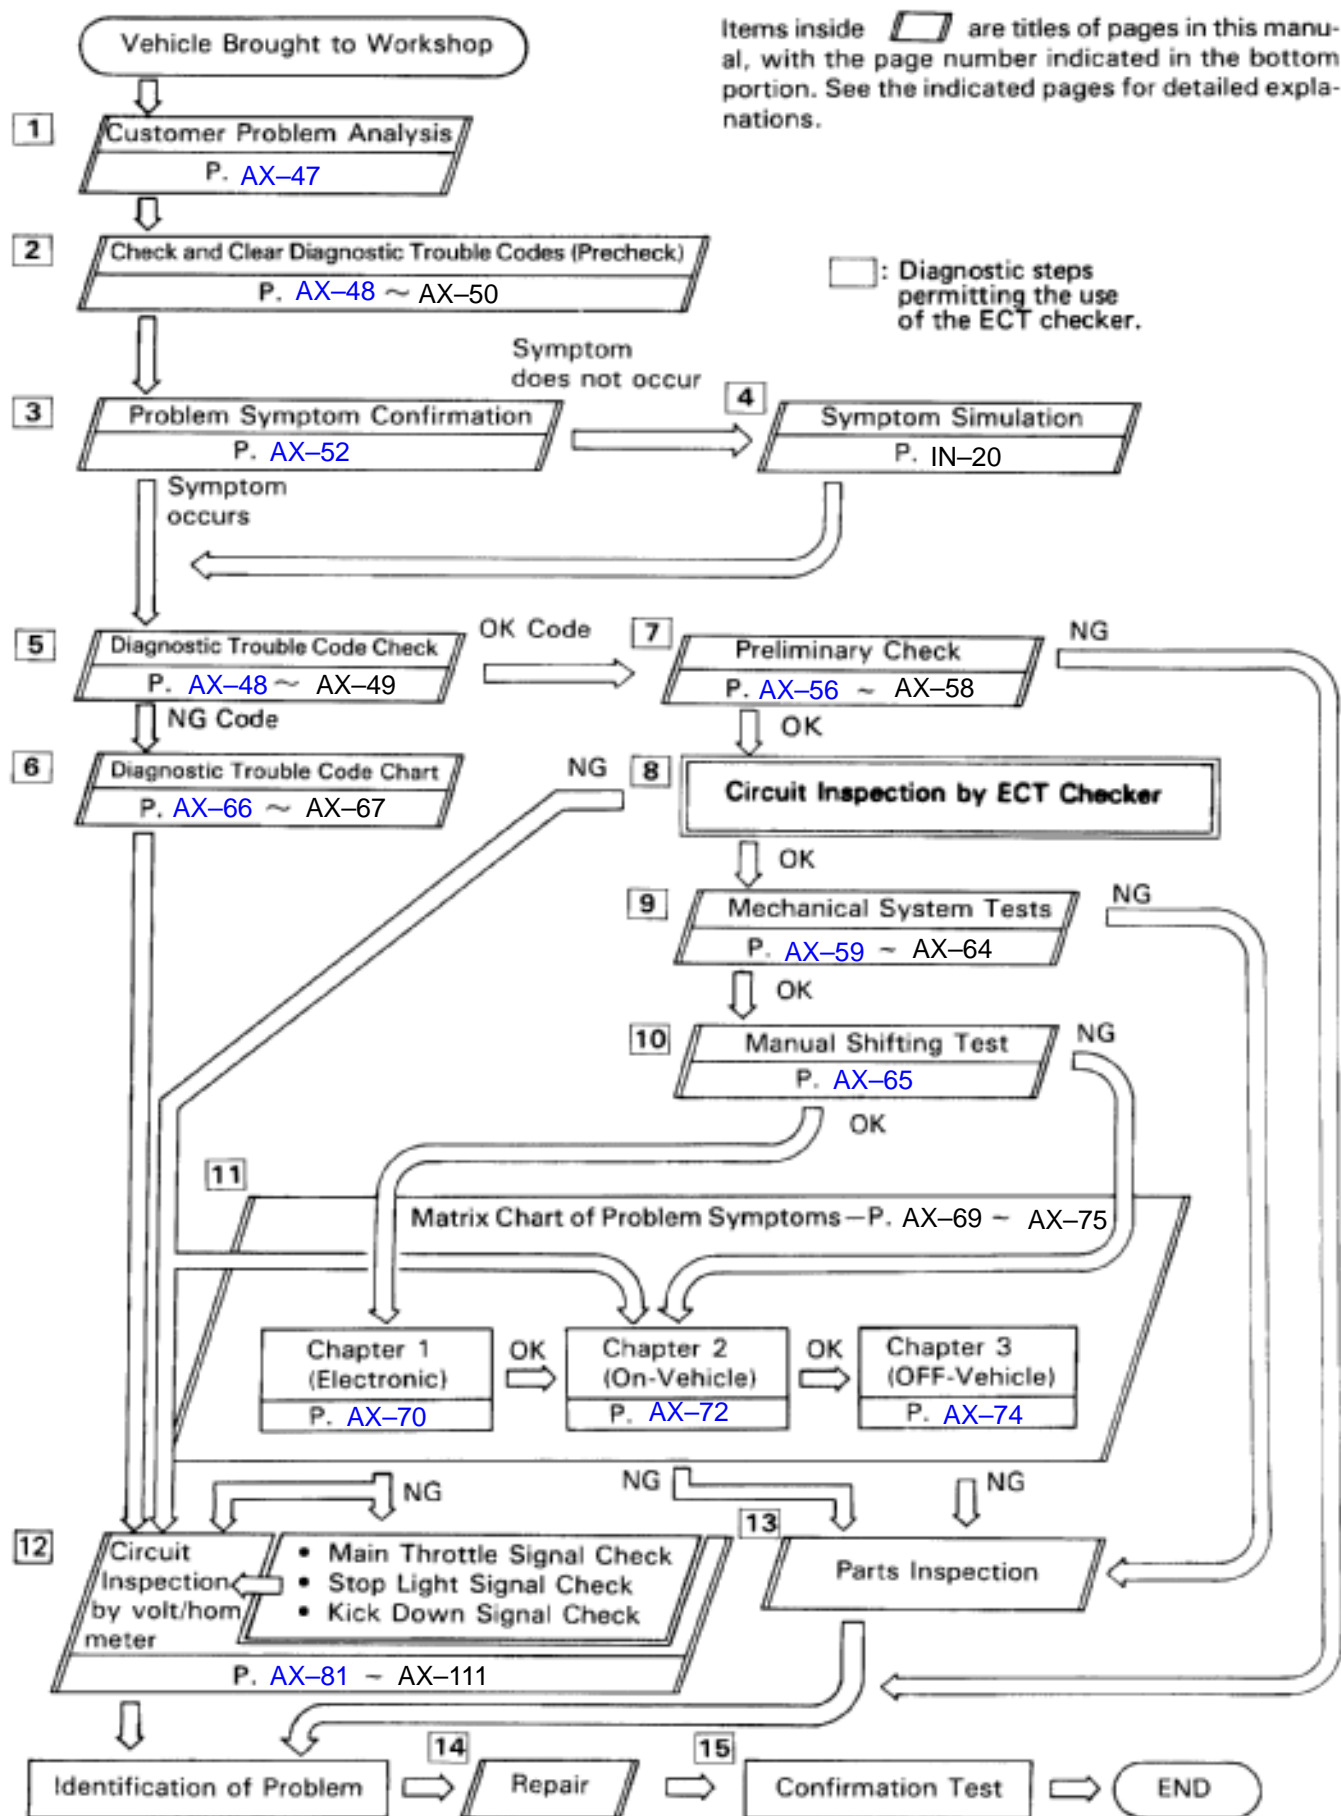 Vehicle Brought to Workshop
Items inside are titles of pages in this manu-
al, with the page number indicated in the bottom
portion. See the indicated pages for detailed expla-
nations.
1
Customer Problem Analysis
P. AX–47
2
Check and Clear Diagnostic Trouble Codes (Precheck)
P. AX–48 ~ AX–50
: Diagnostic steps
permitting the use
of the ECT checker.
Symptom
does not occur
3
Problem Symptom Confirmation
P. AX–52
4
Symptom Simulation
P. IN–20
Symptom
occurs
5
Diagnostic Trouble Code Check
P. AX–48 ~ AX–49
OK Code
7
Preliminary Check
P. AX–56 ~ AX–58
NG
NG Code
OK
6
Diagnostic Trouble Code Chart
P. AX–66 ~ AX–67
NG
8
Circuit Inspection by ECT Checker
OK
9
Mechanical System Tests
P. AX–59 ~ AX–64
NG
OK
10
Manual Shifting Test
P. AX–65
NG
OK
11
Matrix Chart of Problem Symptoms—P. AX–69 ~ AX–75
Chapter 1
(Electronic)
P. AX–70
OK
Chapter 2
(On-Vehicle)
P. AX–72
OK
Chapter 3
(OFF-Vehicle)
P. AX–74
NG
NG
NG
12
Circuit
Inspection
by volt/hom
meter
• Main Throttle Signal Check
• Stop Light Signal Check
• Kick Down Signal Check
P. AX–81 ~ AX–111
13
Parts Inspection
Identification of Problem
14
Repair
15
Confirmation Test
END